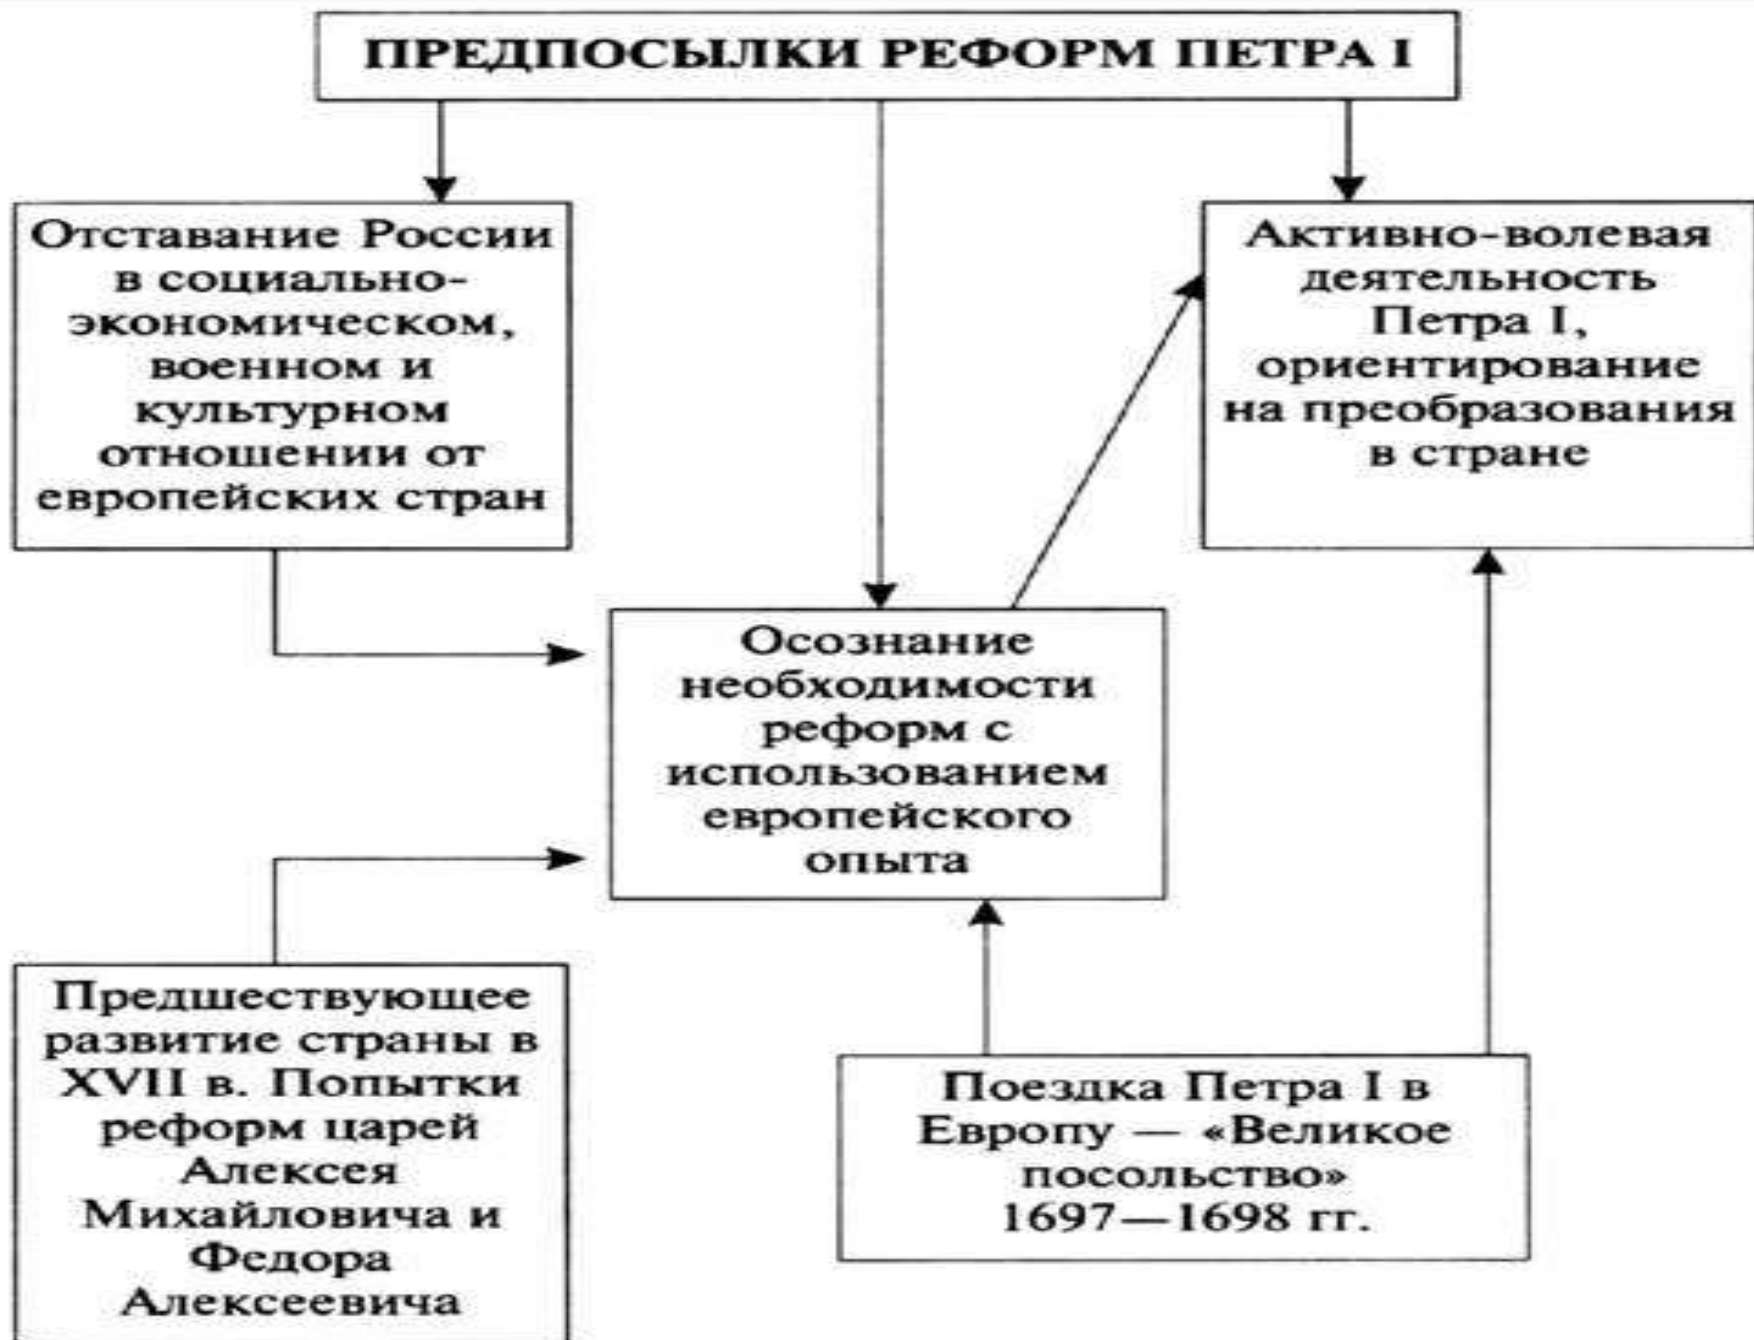 ПРЕДПОСЫЛКИ РЕФОРМ ПЕТРА I
Отставание России
в социально-
экономическом,
военном и
культурном
отношении от
европейских стран
Активно-волевая
деятельность
Петра I,
ориентирование
на преобразования
в стране
Осознание
необходимости
реформ с
использованием
европейского
опыта
Предшествующее
развитие страны в
XVII в. Попытки
реформ царей
Алексея
Михайловича и
Федора
Алексеевича
Поездка Петра I в
Европу — «Великое
посольство»
1697—1698 гг.